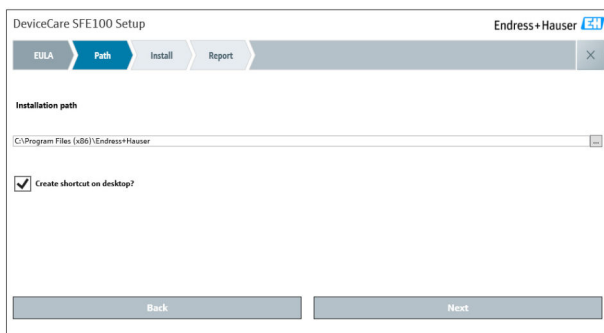 DeviceCare SFE100 Setup
Endress+Hauser EH
EULA Path Install Report
Installation path
C:\Program Files (x86)\Endress+Hauser
...
Create shortcut on desktop?
Back Next